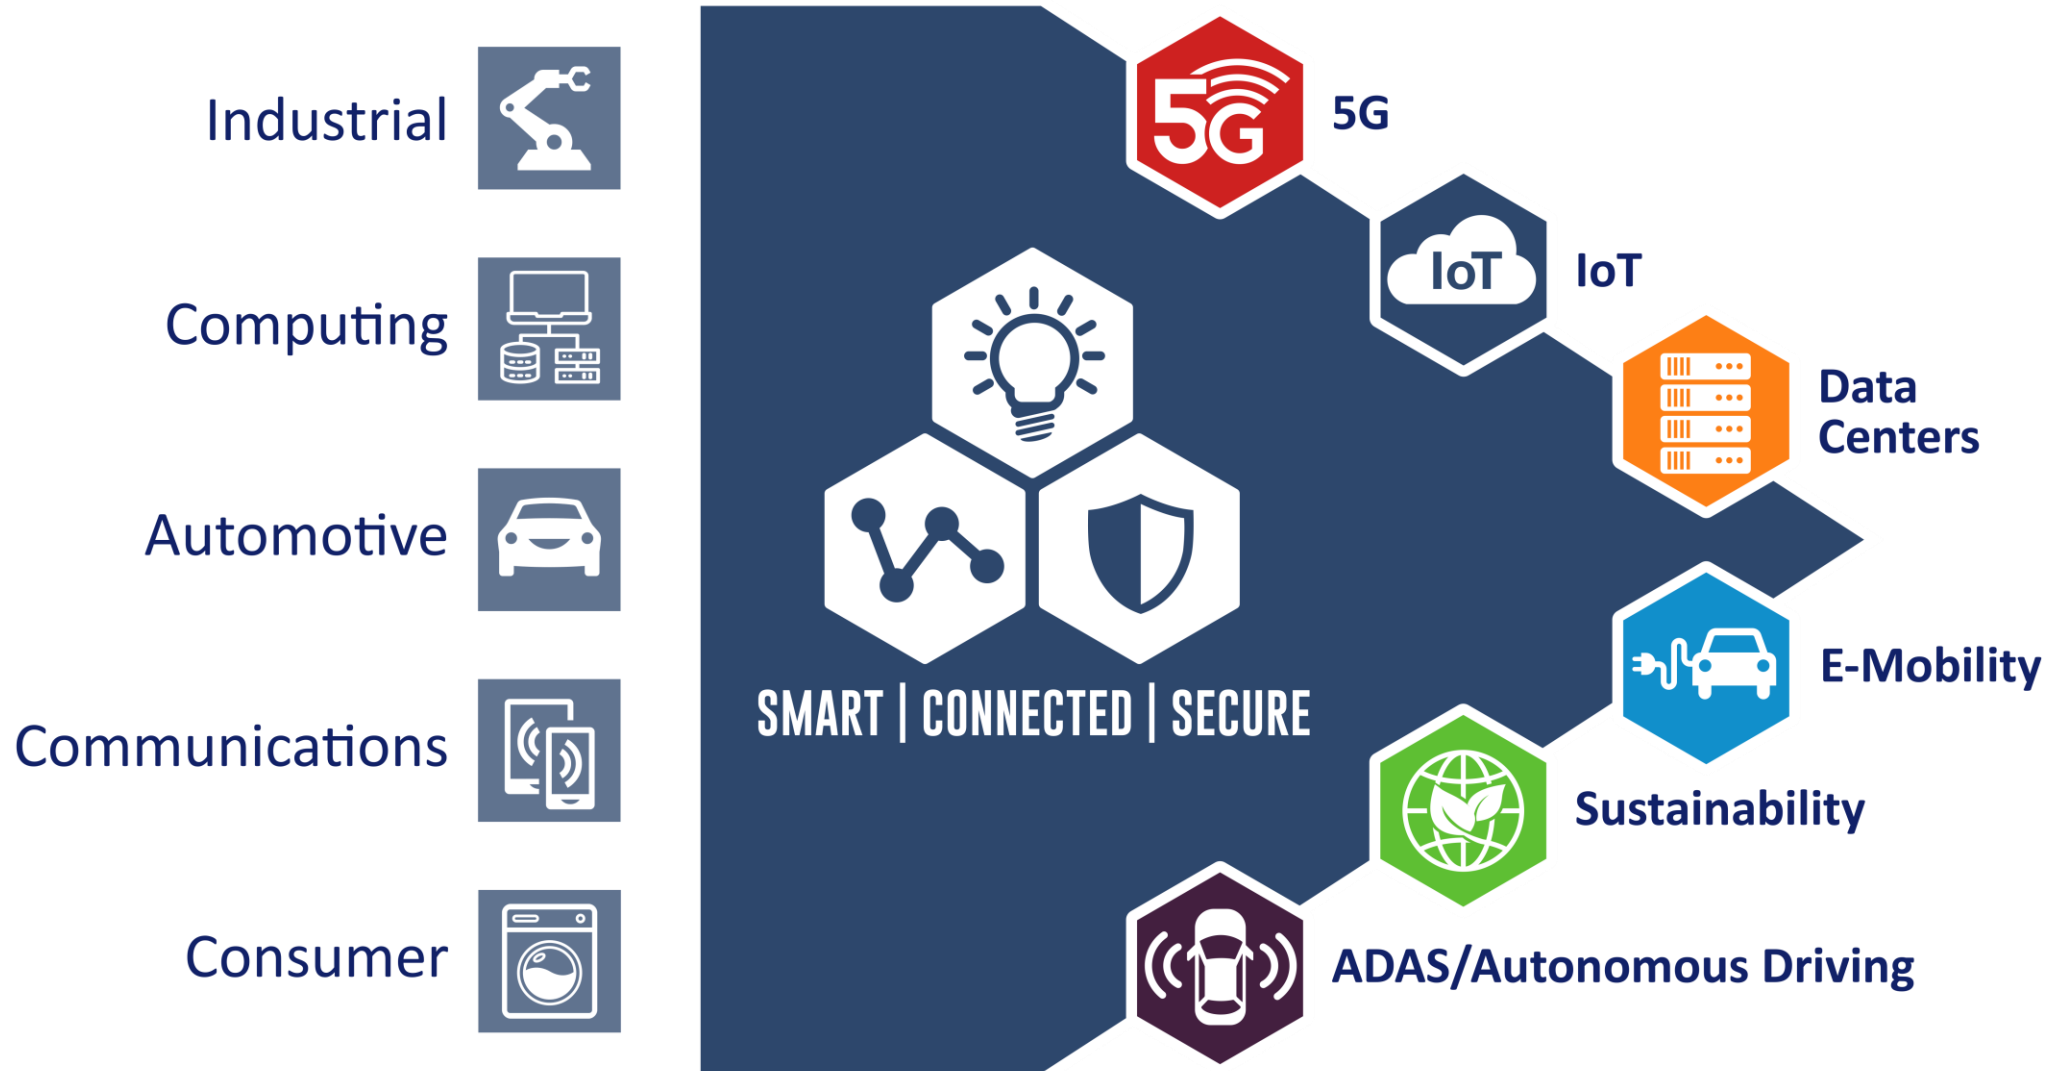 Industrial
Computing
Automotive
Communications
Consumer
SMART | CONNECTED | SECURE
5G
5G
IoT
IoT
Data
Centers
E-Mobility
Sustainability
ADAS/Autonomous Driving